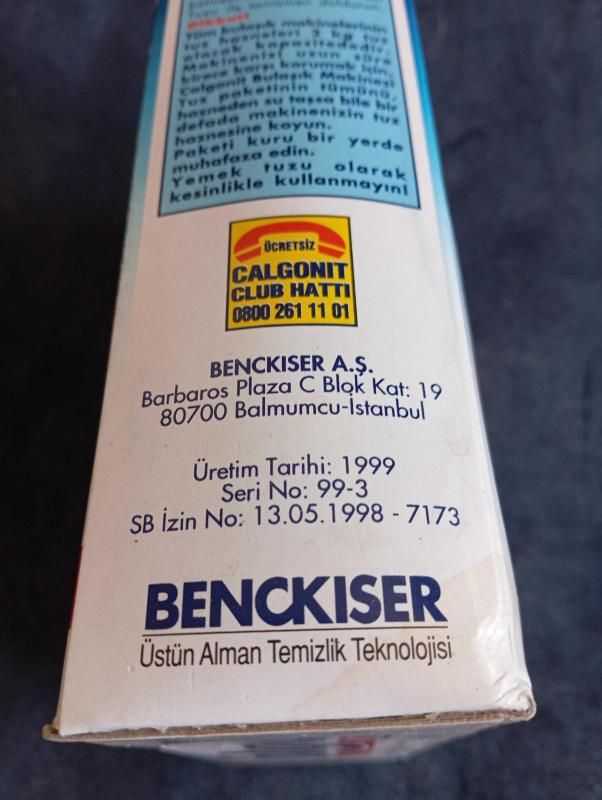 Dikkat!
Tüm bulaşık makinelerinin
tuz hazneleri 2 kg tuz
alacak kapasitededir.
Makinenizi uzun süre
kirece karşı korumak için,
Calgonit Bulaşık Makinesi
Tuz paketinin tümünü,
hazneden su taşsa bile bir
defada makinenizin tuz
haznesine koyun.
Paketi kuru bir yerde
muhafaza edin.
Yemek tuzu olarak
kesinlikle kullanmayın!
ÜCRETSİZ
CALGONIT
CLUB HATTI
0800 261 11 01
BENCKISER A.Ş.
Barbaros Plaza C Blok Kat: 19
80700 Balmumcu-İstanbul
Üretim Tarihi: 1999
Seri No: 99-3
SB İzin No: 13.05.1998 - 7173
BENCKISER
Üstün Alman Temizlik Teknolojisi